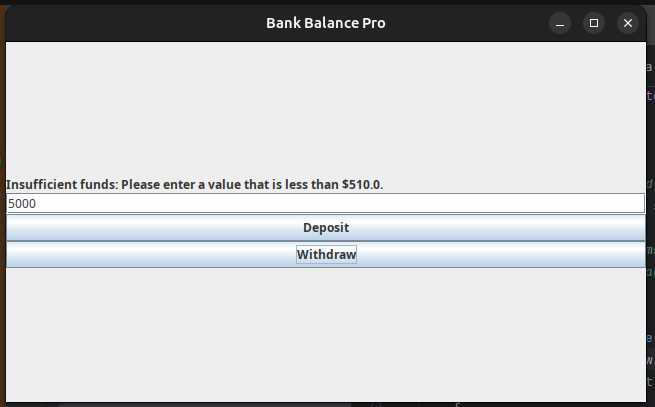 Bank Balance Pro
Insufficient funds: Please enter a value that is less than $510.0.
5000
Deposit
Withdraw